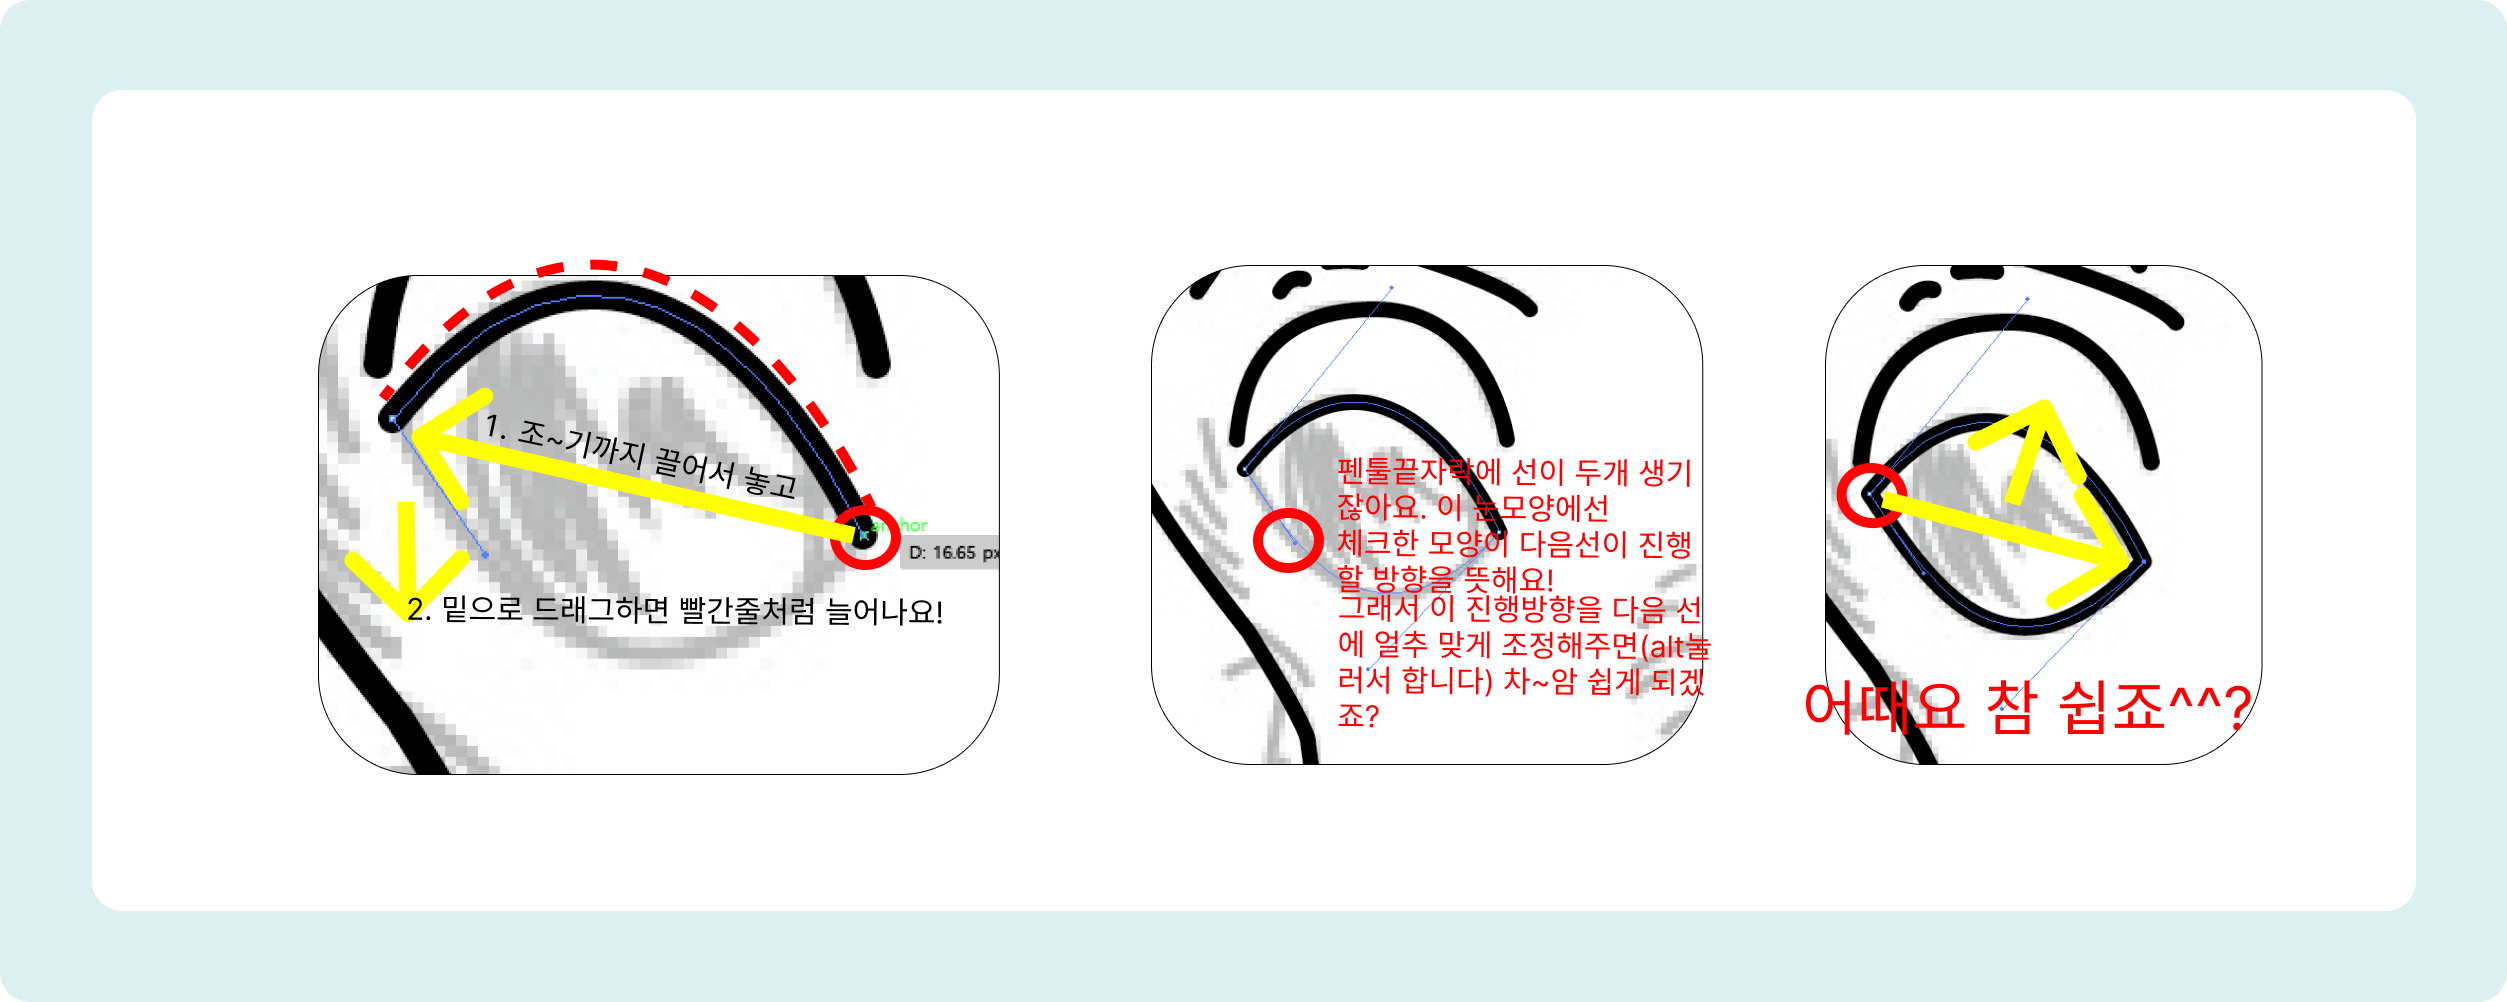 1. 조~기까지 끌어서 놓고
anchor
D: 16.65 px
2. 밑으로 드래그하면 빨간줄처럼 늘어나요!
펜툴끝자락에 선이 두개 생기
잖아요. 이 눈모양에선
체크한 모양이 다음선이 진행
할 방향을 뜻해요!
그래서 이 진행방향을 다음 선
에 얼추 맞게 조정해주면(alt눌
러서 합니다) 차~암 쉽게 되겠
죠?
어때요 참 쉽죠^^?